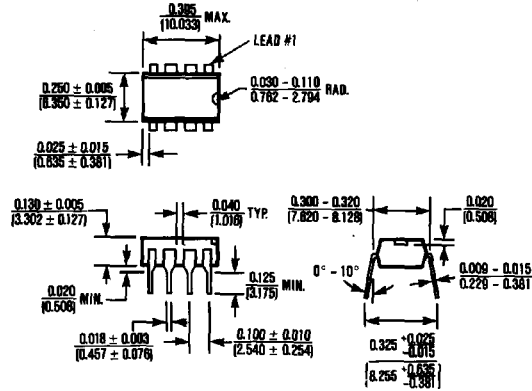 0.395
(10.033) MAX.
LEAD #1
0.250 ± 0.005
(6.350 ± 0.127)
0.030 – 0.110
0.762 – 2.794 RAD.
0.025 ± 0.015
(0.635 ± 0.381)
0.130 ± 0.005
(3.302 ± 0.127)
0.040
(1.016) TYP.
0.300 – 0.320
(7.620 – 8.128)
0.020
(0.508)
0.020
(0.508) MIN.
0.125
(3.175) MIN.
0° – 10°
0.009 – 0.015
0.229 – 0.381
0.018 ± 0.003
(0.457 ± 0.076)
0.100 ± 0.010
(2.540 ± 0.254)
0.325 +0.025
-0.015
(8.255 +0.635
-0.381)